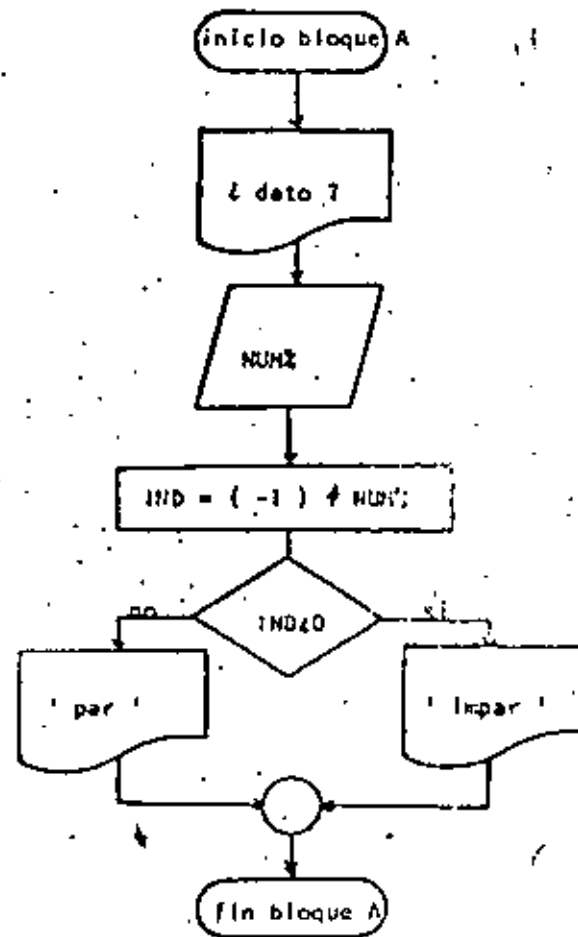 inicio bloque A
¿ dato ?
NUM%
IND = ( -1 ) ↑ NUM%
no
IND<0
si
' par '
' impar '
fin bloque A